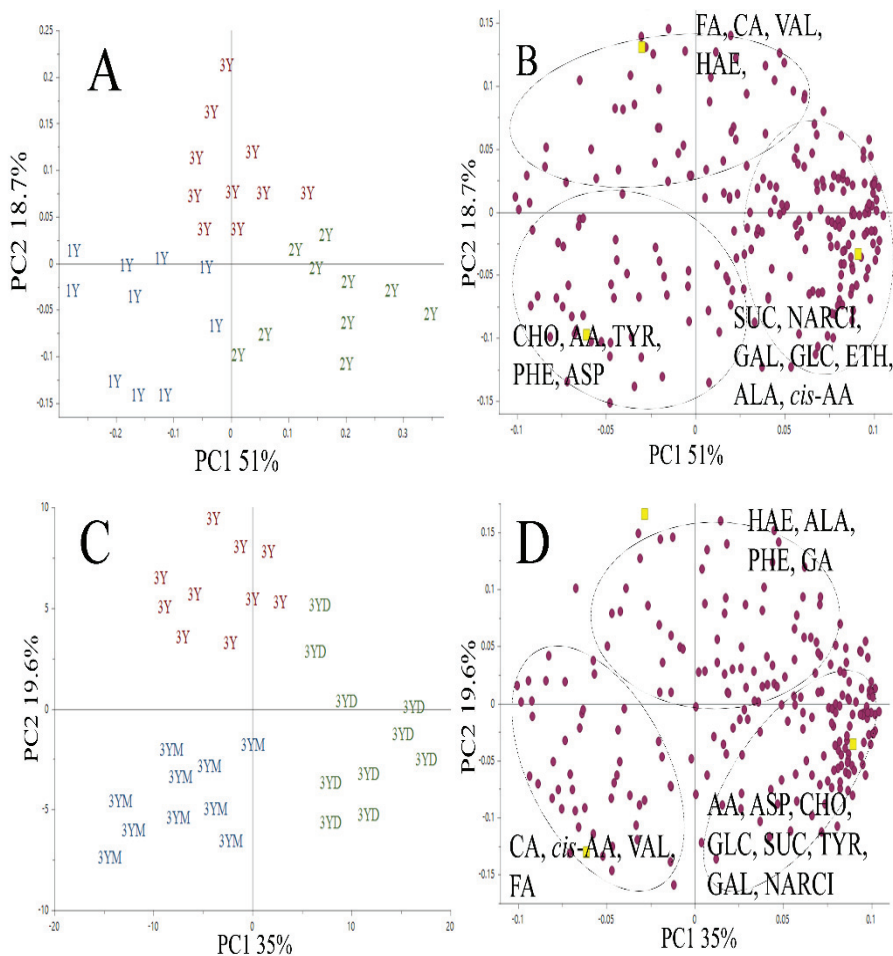 A
PC2 18.7%
0.25
0.2
0.15
0.1
0.05
0
-0.05
-0.1
-0.15
3Y
3Y
3Y
3Y
3Y
3Y
3Y
3Y
3Y
3Y
2Y
2Y
2Y
2Y
2Y
2Y
2Y
2Y
2Y
2Y
1Y
1Y
1Y
1Y
1Y
1Y
1Y
1Y
1Y
1Y
-0.2 -0.1 0 0.1 0.2 0.3
PC1 51%
B
PC2 18.7%
0.15
0.1
0.05
0
-0.05
-0.1
-0.15
FA, CA, VAL,
HAE,
CHO, AA, TYR,
PHE, ASP
SUC, NARCI,
GAL, GLC, ETH,
ALA, cis-AA
-0.1 -0.05 0 0.05 0.1
PC1 51%
C
PC2 19.6%
10
5
0
-5
-10
3Y
3Y
3Y
3Y
3Y
3Y
3Y
3Y
3Y
3Y
3YD
3YD
3YD
3YD
3YD
3YD
3YD
3YD
3YD
3YD
3YM
3YM
3YM
3YM
3YM
3YM
3YM
3YM
3YM
3YM
-20 -10 0 10 20
PC1 35%
D
PC2 19.6%
0.15
0.1
0.05
0
-0.05
-0.1
-0.15
HAE, ALA,
PHE, GA
CA, cis-AA, VAL,
FA
AA, ASP, CHO,
GLC, SUC, TYR,
GAL, NARCI
-0.1 -0.05 0 0.05 0.1
PC1 35%